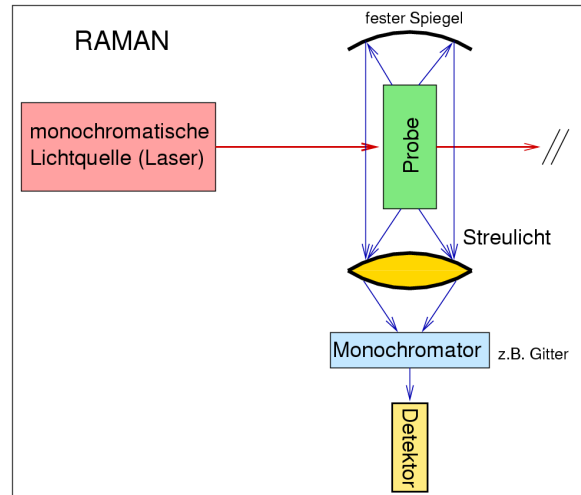 fester Spiegel
RAMAN
monochromatische
Lichtquelle (Laser)
Probe
Streulicht
Monochromator
z.B. Gitter
Detektor